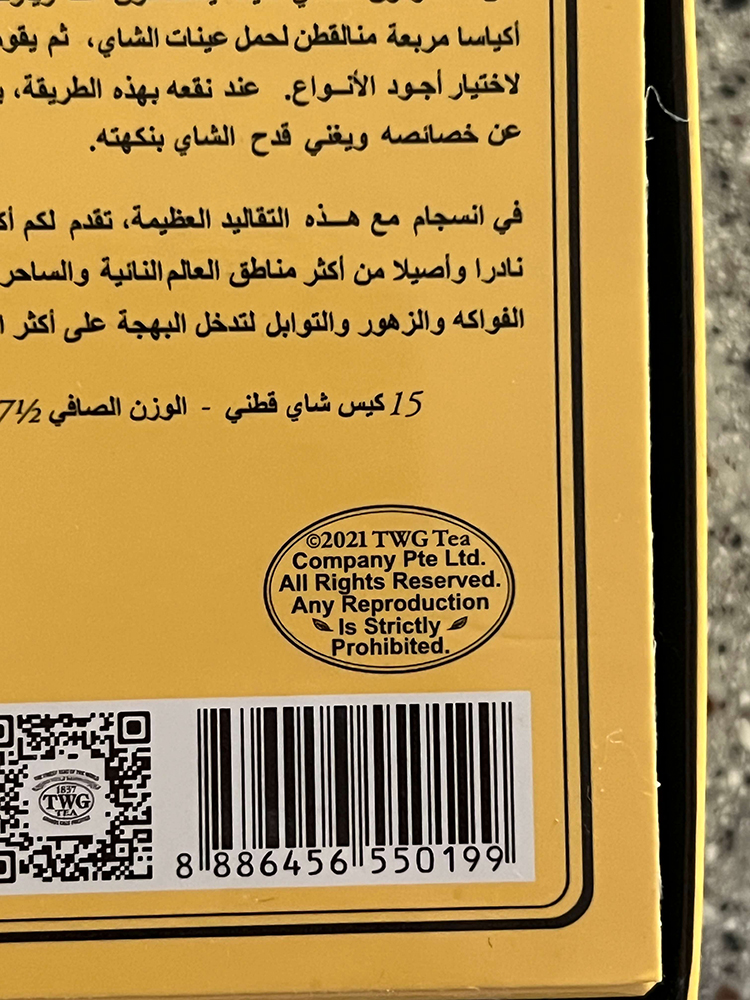 أكياسا مربعة منالقطن لحمل عينات الشاي، ثم يقوم
لاختيار أجود الأنواع. عند نقعه بهذه الطريقة،
عن خصائصه ويغني قدح الشاي بنكهته.
في انسجام مع هذه التقاليد العظيمة، تقدم لكم
نادرا وأصيلا من أكثر مناطق العالم النائية والساحر
الفواكه والزهور والتوابل لتدخل البهجة على أكثر
15 كيس شاي قطني - الوزن الصافي 7½
©2021 TWG Tea
Company Pte Ltd.
All Rights Reserved.
Any Reproduction
Is Strictly
Prohibited.
1837
TWG
TEA
8 886456 550199